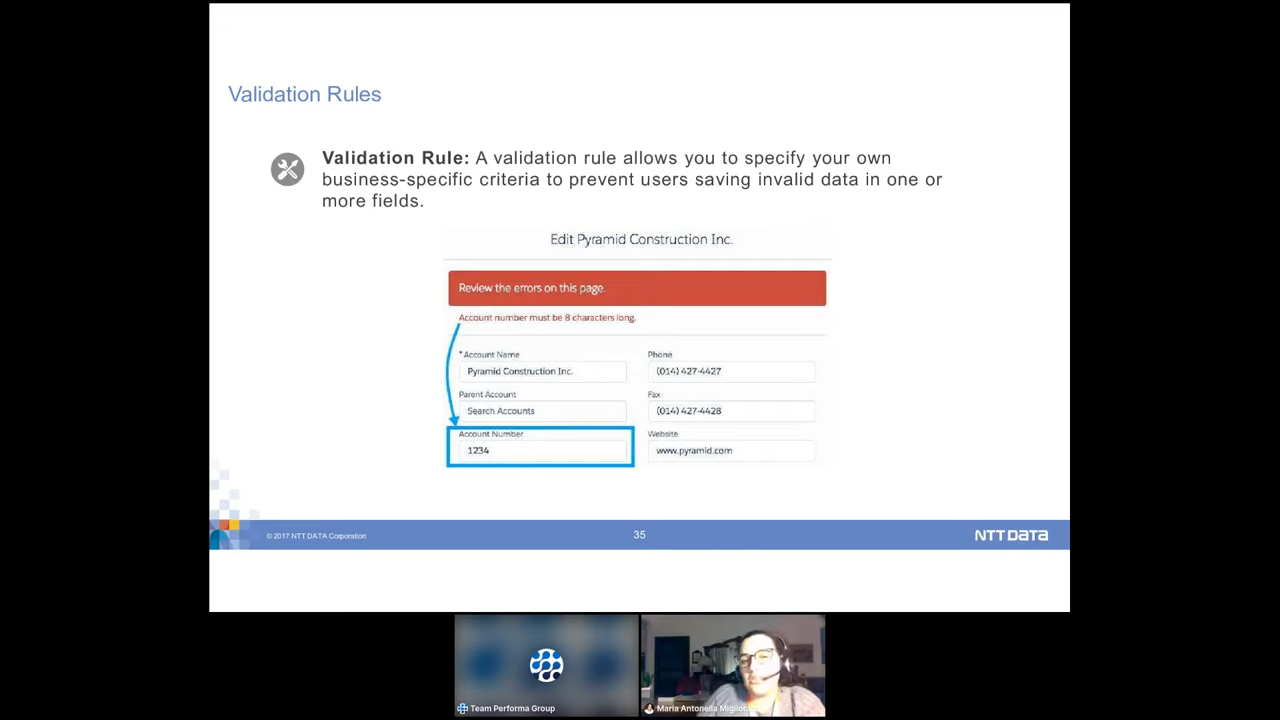 Validation Rules
Validation Rule: A validation rule allows you to specify your own
business-specific criteria to prevent users saving invalid data in one or
more fields.
Edit Pyramid Construction Inc.
Review the errors on this page.
Account number must be 8 characters long.
* Account Name
Pyramid Construction Inc.
Phone
(014) 427-4427
Parent Account
Search Accounts
Fax
(014) 427-4428
Account Number
1234
Website
www.pyramid.com
© 2017 NTT DATA Corporation
35
NTT DATA
Team Performa Group
Maria Antonella